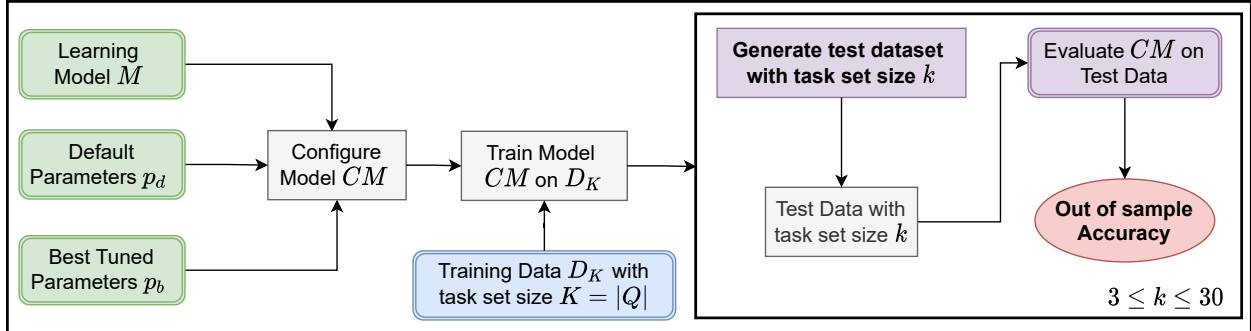 Learning
Model M
Default
Parameters p_d
Best Tuned
Parameters p_b
Configure
Model CM
Train Model
CM on D_K
Training Data D_K with
task set size K = |Q|
Generate test dataset
with task set size k
Test Data with
task set size k
Evaluate CM on
Test Data
Out of sample
Accuracy
3 ≤ k ≤ 30